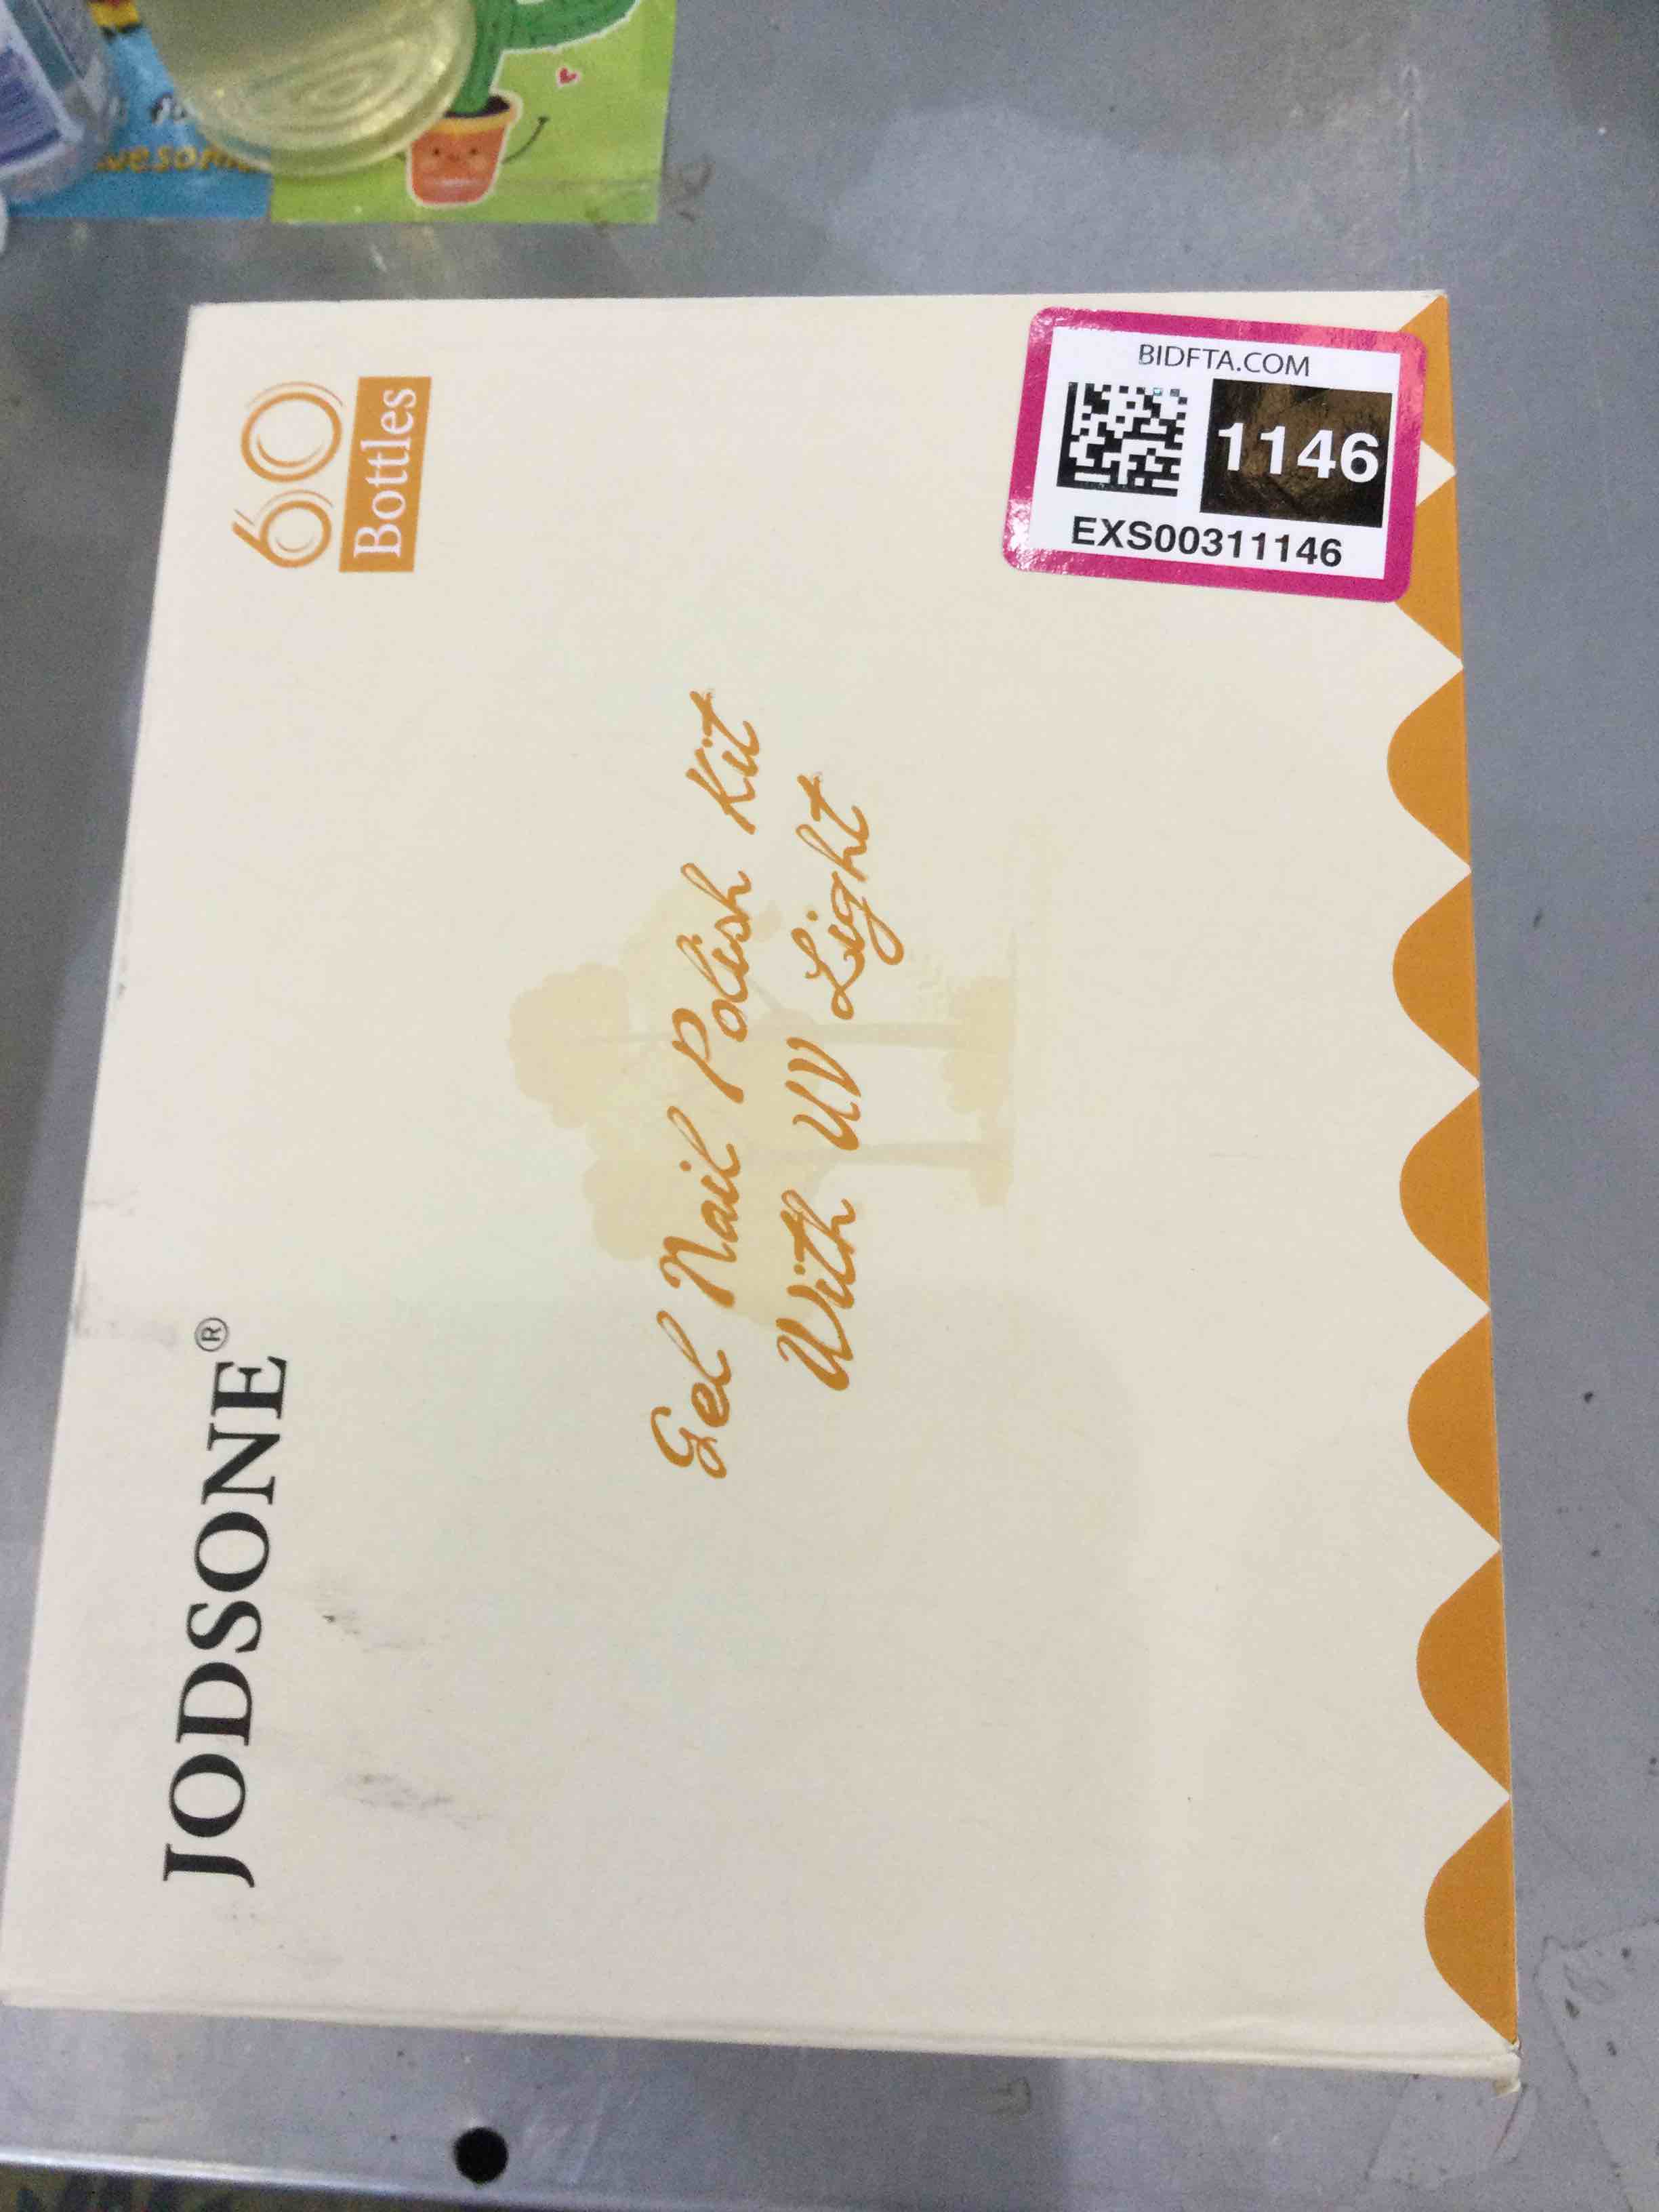 JODSONE®
60
Bottles
Gel Nail Polish Kit
With UV Light
BIDFTA.COM
1146
EXS00311146